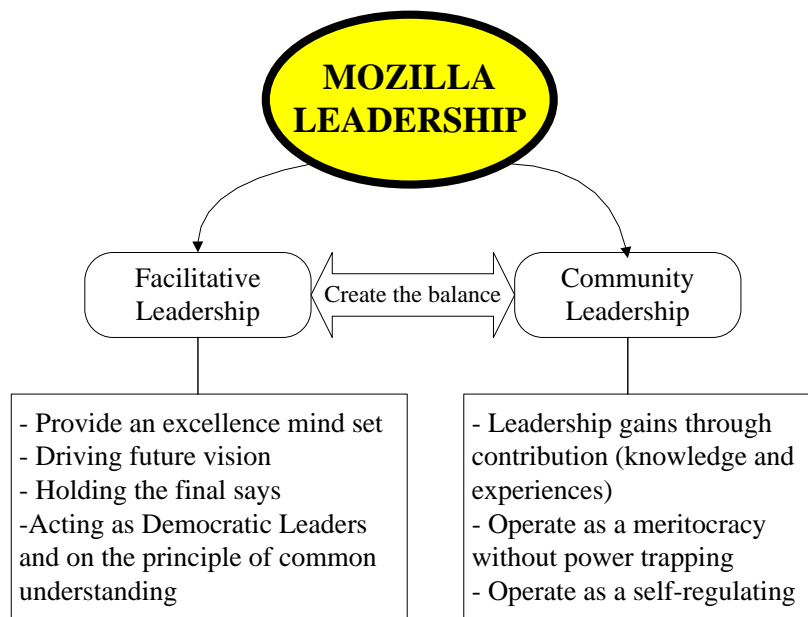 MOZILLA
LEADERSHIP
Facilitative
Leadership
Create the balance
Community
Leadership
- Provide an excellence mind set
- Driving future vision
- Holding the final says
-Acting as Democratic Leaders
and on the principle of common
understanding
- Leadership gains through
contribution (knowledge and
experiences)
- Operate as a meritocracy
without power trapping
- Operate as a self-regulating